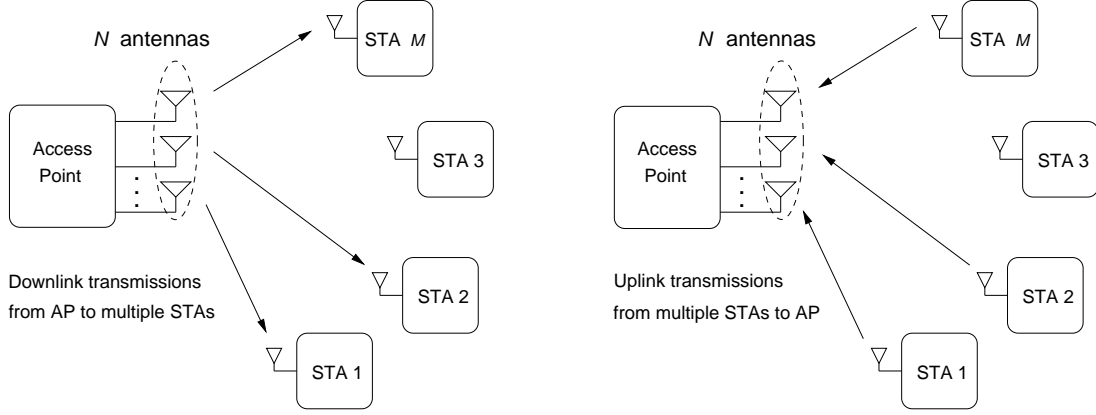 N antennas
STA M
Access
Point
STA 3
Downlink transmissions
from AP to multiple STAs
STA 2
STA 1
N antennas
STA M
Access
Point
STA 3
Uplink transmissions
from multiple STAs to AP
STA 2
STA 1